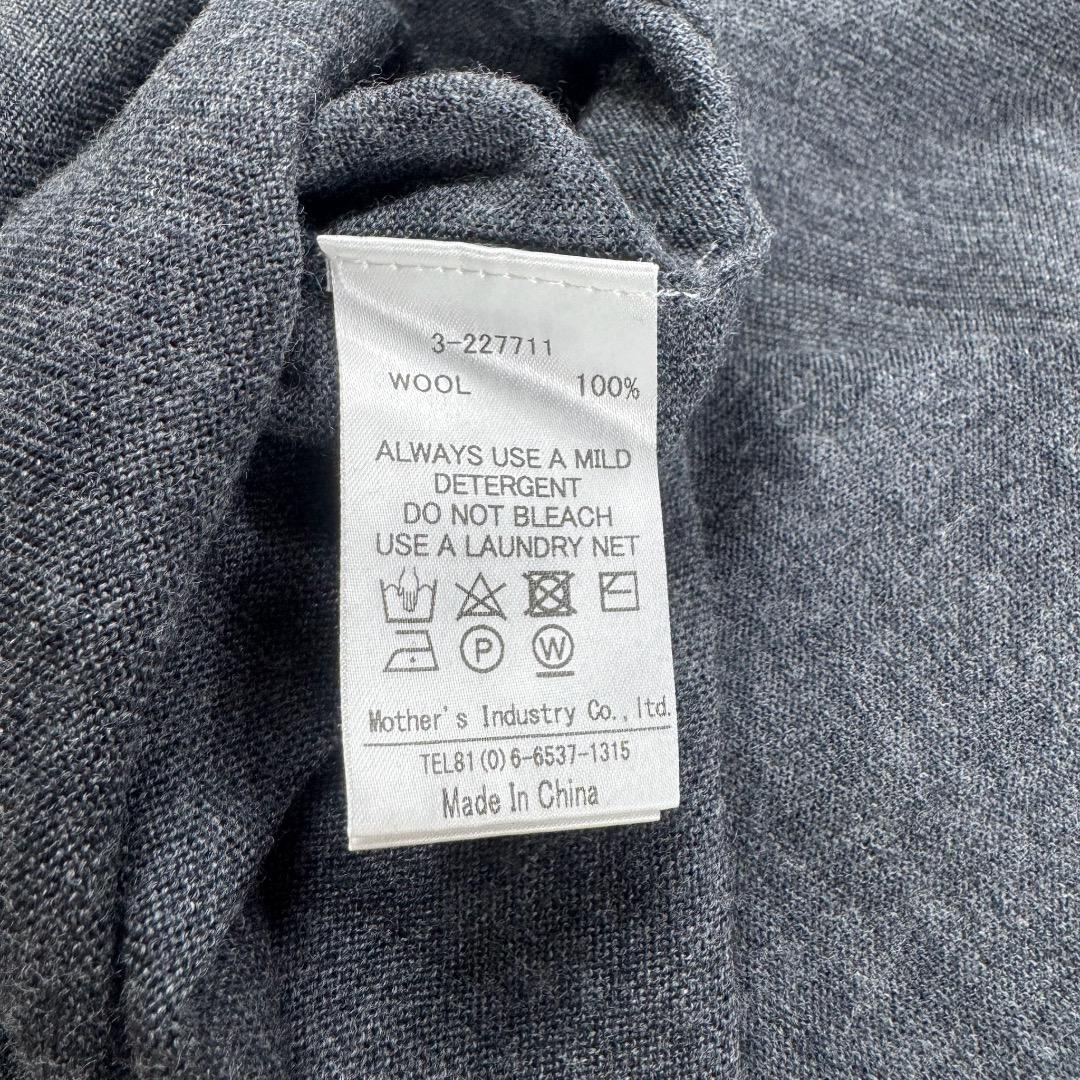 3-227711
WOOL 100%
ALWAYS USE A MILD
DETERGENT
DO NOT BLEACH
USE A LAUNDRY NET
P W
Mother's Industry Co.,ltd.
TEL81(0)6-6537-1315
Made In China